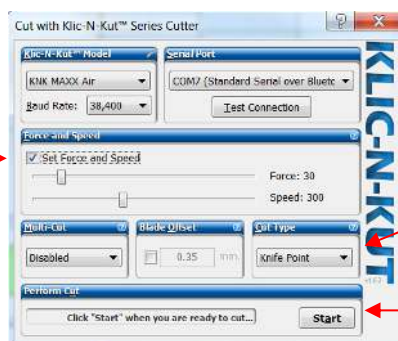 Cut with Klic-N-Kut™ Series Cutter
Klic-N-Kut™ Model
Serial Port
KNK MAXX Air
COM7 (Standard Serial over Bluetc
Baud Rate: 38,400
Test Connection
Force and Speed
Set Force and Speed
Force: 30
Speed: 300
Multi-Cut
Blade Offset
Cut Type
Disabled
0.35 mm.
Knife Point
Perform Cut
Click "Start" when you are ready to cut...
Start
KLIC-N-KUT